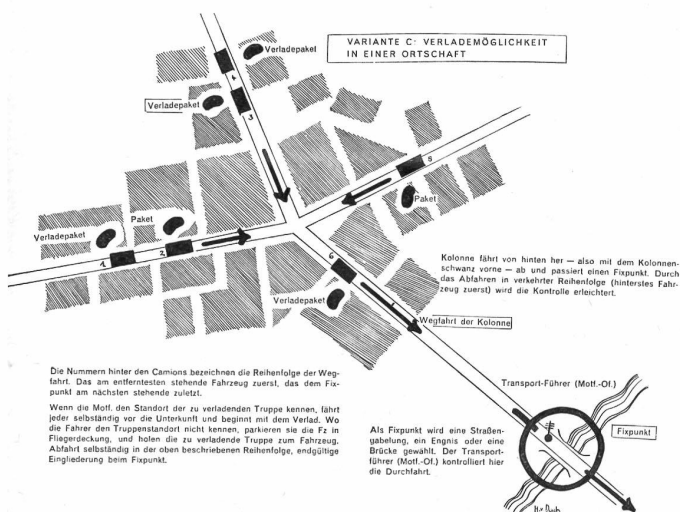 VARIANTE C: VERLADEMÖGLICHKEIT
IN EINER ORTSCHAFT
Verladepaket
4
Verladepaket
3
5
Paket
Verladepaket
Paket
1
2
6
Verladepaket
Kolonne fährt von hinten her – also mit dem Kolonnen-
schwanz vorne – ab und passiert einen Fixpunkt. Durch
das Abfahren in verkehrter Reihenfolge (hinterstes Fahr-
zeug zuerst) wird die Kontrolle erleichtert.
Wegfahrt der Kolonne
Die Nummern hinter den Camions bezeichnen die Reihenfolge der Weg-
fahrt. Das am entferntesten stehende Fahrzeug zuerst, das dem Fix-
punkt am nächsten stehende zuletzt.
Wenn die Motf. den Standort der zu verladenden Truppe kennen, fährt
jeder selbständig vor die Unterkunft und beginnt mit dem Verlad. Wo
die Fahrer den Truppenstandort nicht kennen, parkieren sie die Fz in
Fliegerdeckung, und holen die zu verladende Truppe zum Fahrzeug.
Abfahrt selbständig in der oben beschriebenen Reihenfolge, endgültige
Eingliederung beim Fixpunkt.
Transport-Führer (Motf.-Of.)
Als Fixpunkt wird eine Straßen-
gabelung, ein Engnis oder eine
Brücke gewählt. Der Transport-
führer (Motf.-Of.) kontrolliert hier
die Durchfahrt.
Fixpunkt